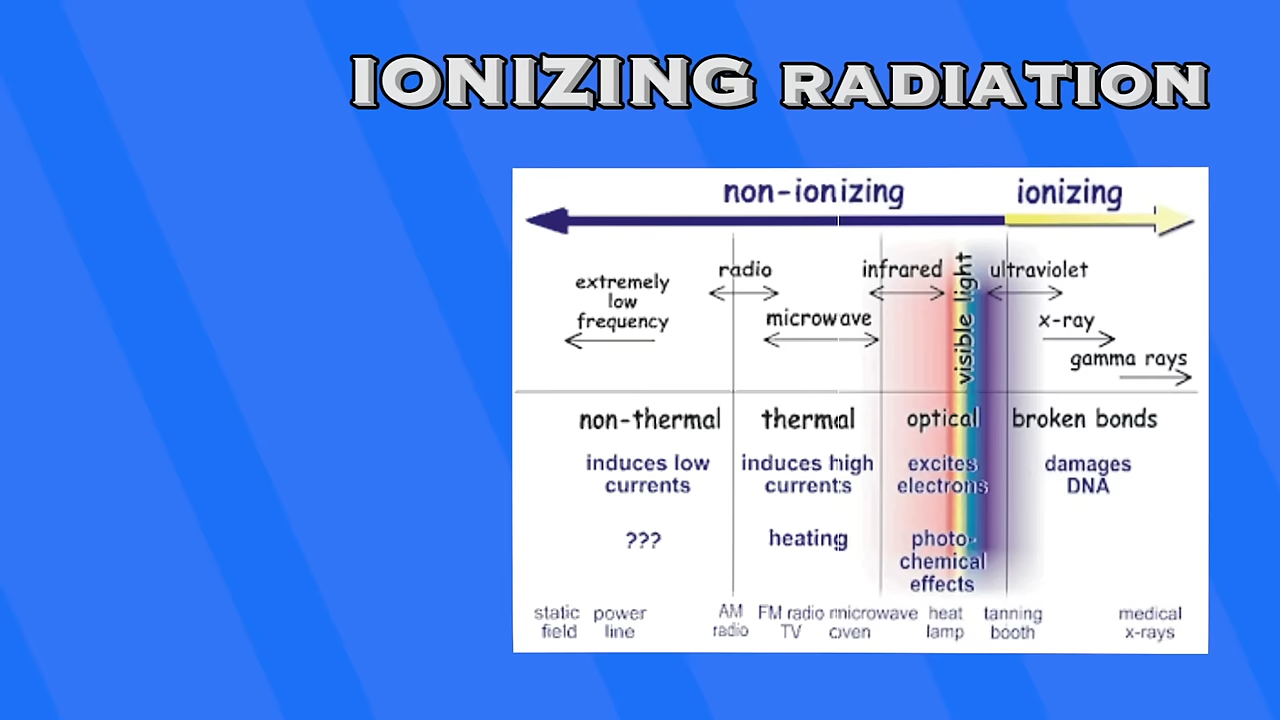 IONIZING RADIATION
non-ionizing ionizing
extremely
low
frequency
radio
microwave
infrared
visible light
ultraviolet
x-ray
gamma rays
non-thermal
induces low
currents
???
thermal
induces high
currents
heating
optical
excites
electrons
photo-
chemical
effects
broken bonds
damages
DNA
static
field
power
line
AM
radio
FM radio
TV
microwave
oven
heat
lamp
tanning
booth
medical
x-rays